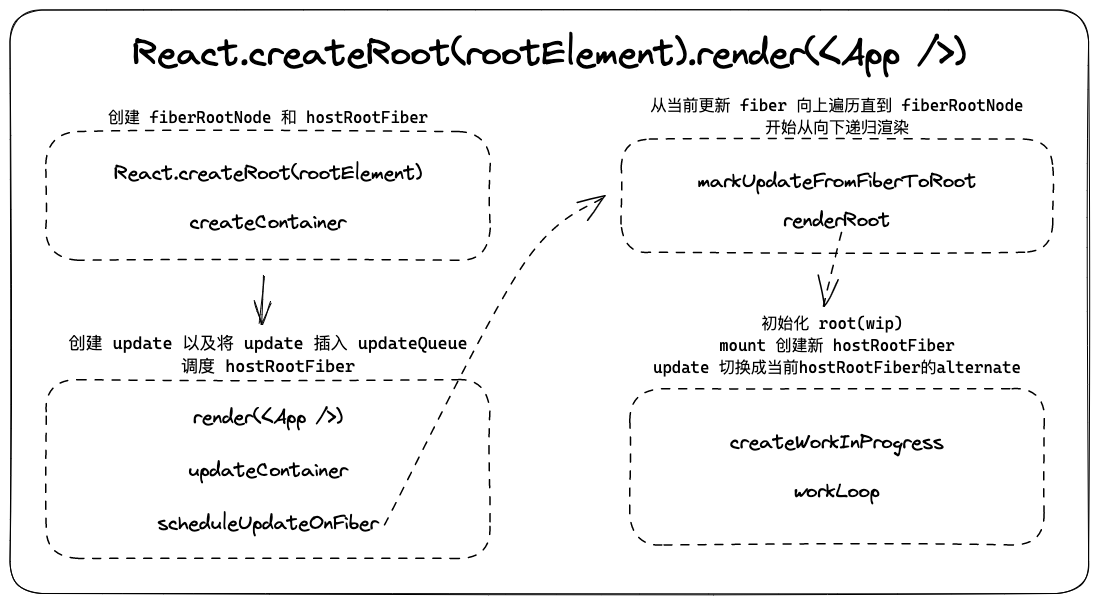 React.createRoot(rootElement).render(<App />)
创建 fiberRootNode 和 hostRootFiber
React.createRoot(rootElement)
createContainer
创建 update 以及将 update 插入 updateQueue
调度 hostRootFiber
render(<App />)
updateContainer
scheduleUpdateOnFiber
从当前更新 fiber 向上遍历直到 fiberRootNode
开始从向下递归渲染
markUpdateFromFiberToRoot
renderRoot
初始化 root(wip)
mount 创建新 hostRootFiber
update 切换成当前hostRootFiber的alternate
createWorkInProgress
workLoop